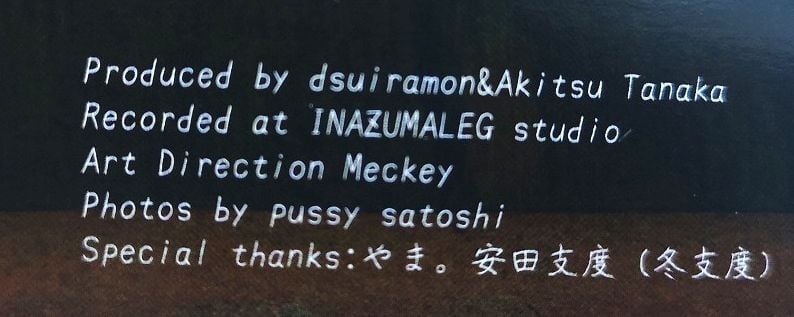 Produced by dsuiramon&Akitsu Tanaka
Recorded at INAZUMALEG studio
Art Direction Meckey
Photos by pussy satoshi
Special thanks:やま。安田支度（冬支度）